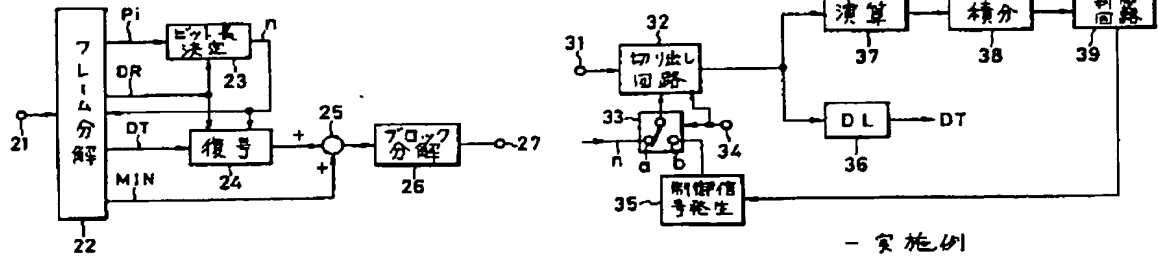 Pi
n
ビット長
決定
23
DR
フレーム分解
21
DT
復号
24
MIN
22
+
+
25
ブロック
分解
26
27
31
32
切り出し
回路
33
n
a
b
34
制御信
号発生
35
演算
37
積分
38
回路
39
DL
36
DT
一実施例